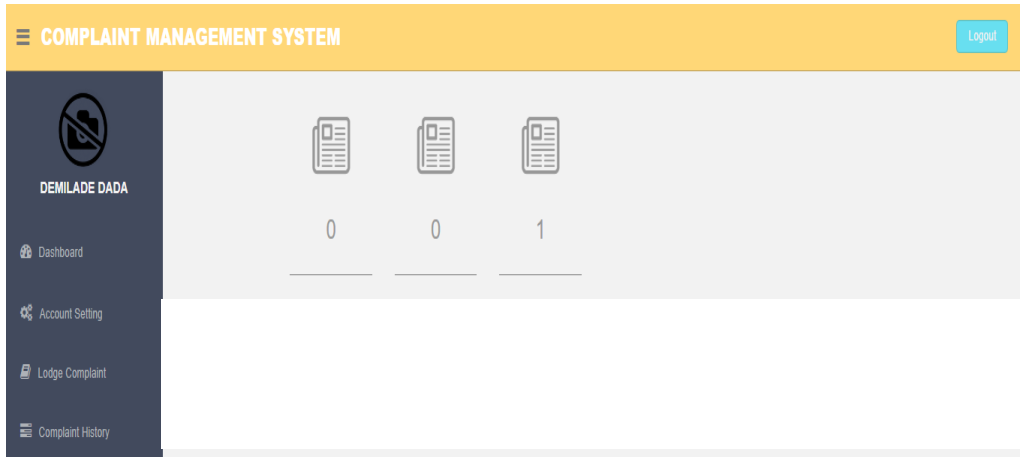 COMPLAINT MANAGEMENT SYSTEM
Logout
DEMILADE DADA
Dashboard
Account Setting
Lodge Complaint
Complaint History
0
0
1